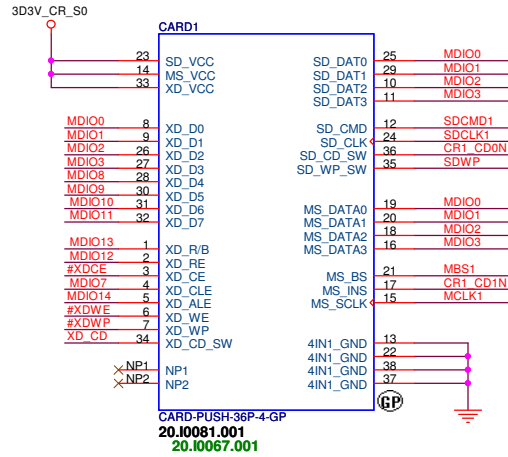 3D3V_CR_S0
CARD1
23 SD_VCC SD_DAT0 25 MDIO0
14 MS_VCC SD_DAT1 29 MDIO1
33 XD_VCC SD_DAT2 10 MDIO2
SD_DAT3 11 MDIO3
MDIO0 8 XD_D0 SD_CMD 12 SDCMD1
MDIO1 9 XD_D1 SD_CLK 24 SDCLK1
MDIO2 26 XD_D2 SD_CD_SW 36 CR1_CD0N
MDIO3 27 XD_D3 SD_WP_SW 35 SDWP
MDIO8 28 XD_D4
MDIO9 30 XD_D5
MDIO10 31 XD_D6 MS_DATA0 19 MDIO0
MDIO11 32 XD_D7 MS_DATA1 20 MDIO1
MS_DATA2 18 MDIO2
MDIO13 1 XD_R/B MS_DATA3 16 MDIO3
MDIO12 2 XD_RE
#XDCE 3 XD_CE MS_BS 21 MBS1
MDIO7 4 XD_CLE MS_INS 17 CR1_CD1N
MDIO14 5 XD_ALE MS_SCLK 15 MCLK1
#XDWE 6 XD_WE
#XDWP 7 XD_WP
XD_CD 34 XD_CD_SW 4IN1_GND 13
4IN1_GND 22
NP1 NP1 4IN1_GND 38
NP2 NP2 4IN1_GND 37
GP
CARD-PUSH-36P-4-GP
20.I0081.001
20.I0067.001